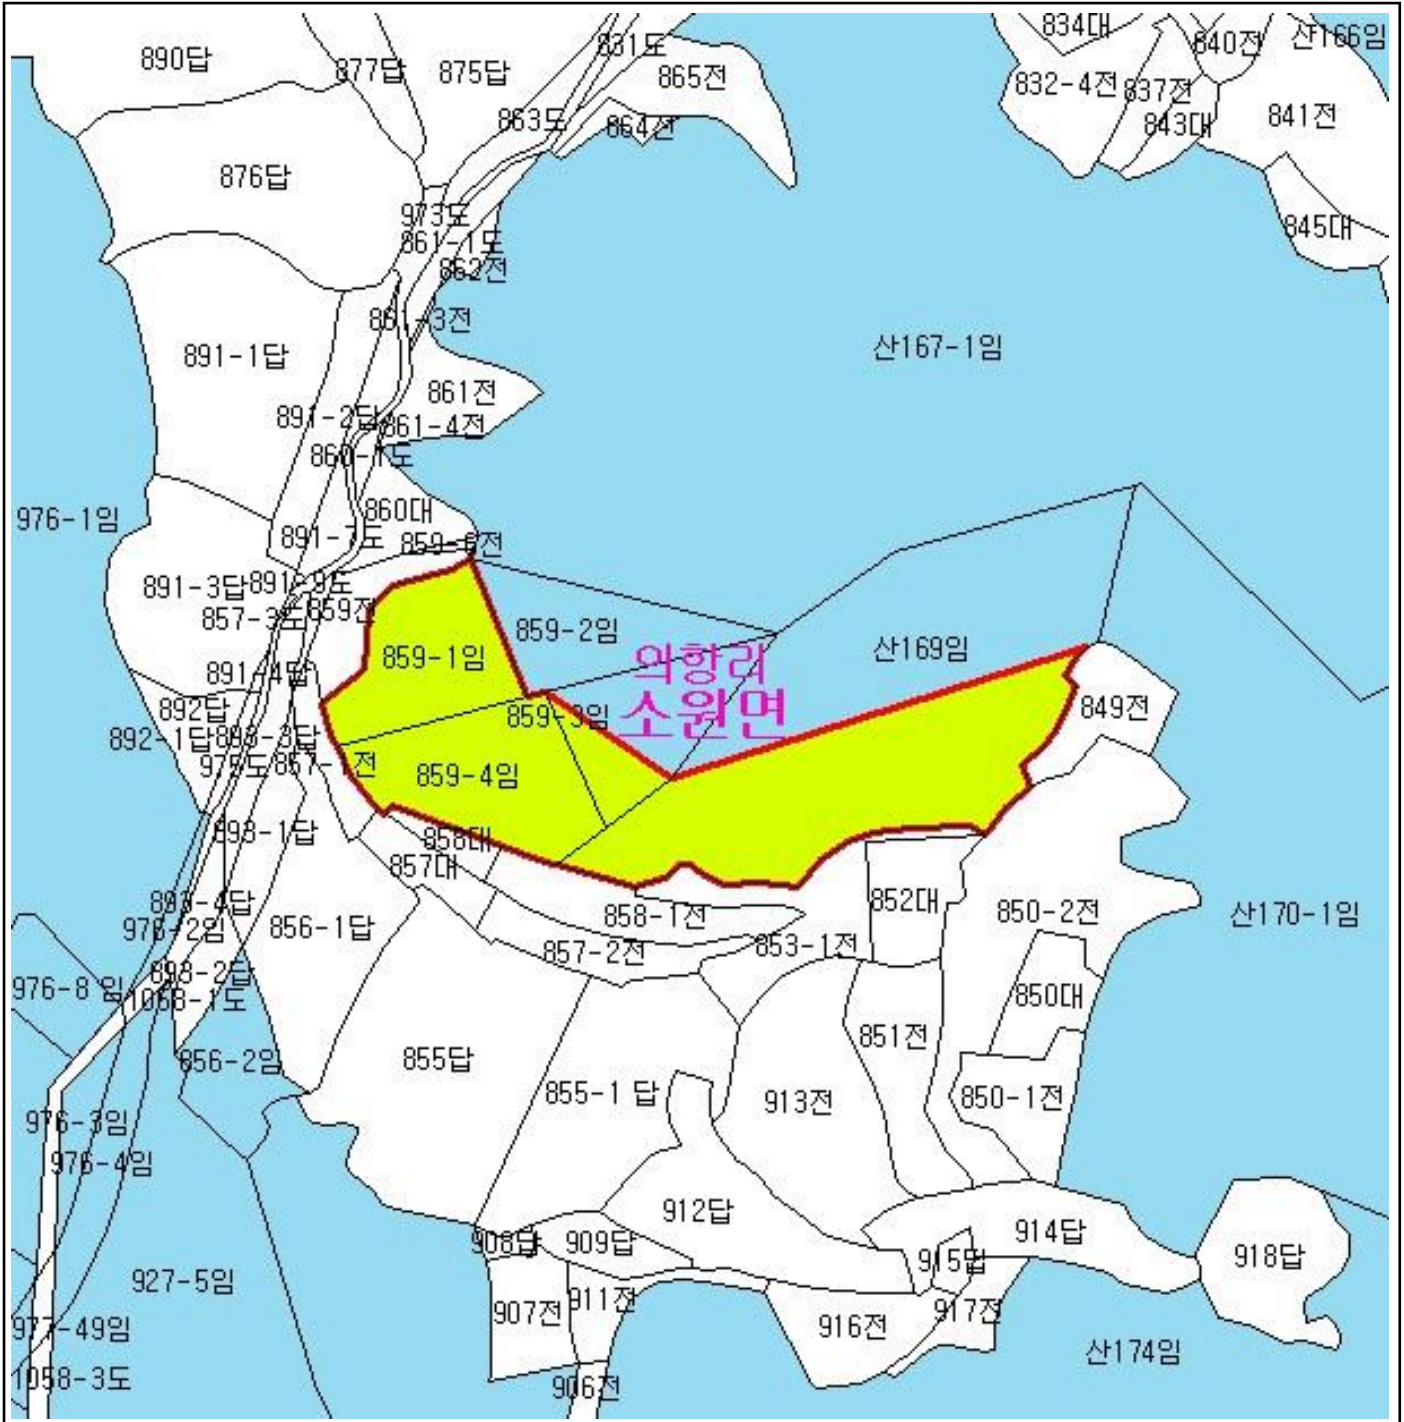 834대
840전
산166임
831도
890답
877답
875답
865전
832-4전
837전
863도
864전
843대
841전
876답
973도
845대
861-1도
862전
861-3전
산167-1임
891-1답
861전
891-2답
861-4전
860-1도
860대
976-1임
891-7도
859-6전
891-3답
891-9도
857-3도
859전
859-2임
859-1임
의항리
산169임
891-4답
892답
859-3임
소원면
849전
892-1답
893-3답
975도
857-1전
859-4임
893-1답
858대
857대
893-4답
852대
858-1전
850-2전
산170-1임
976-2임
856-1답
857-2전
853-1전
893-2답
976-8 임
1058-1도
850대
851전
856-2임
855답
855-1 답
913전
850-1전
976-3임
976-4임
912답
914답
908답
909답
915답
918답
927-5임
911전
907전
917전
977-49임
916전
산174임
1058-3도
906전